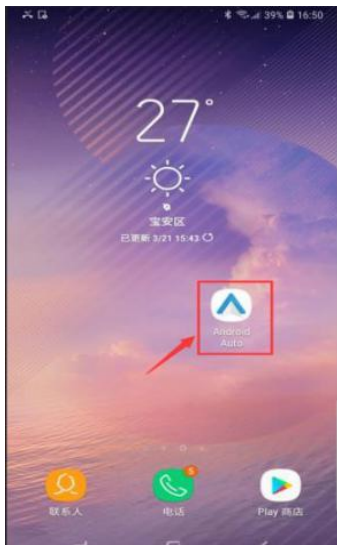 39% 16:50
27°
宝安区
已更新 3/21 15:43
Android
Auto
5
联系人
电话
Play 商店